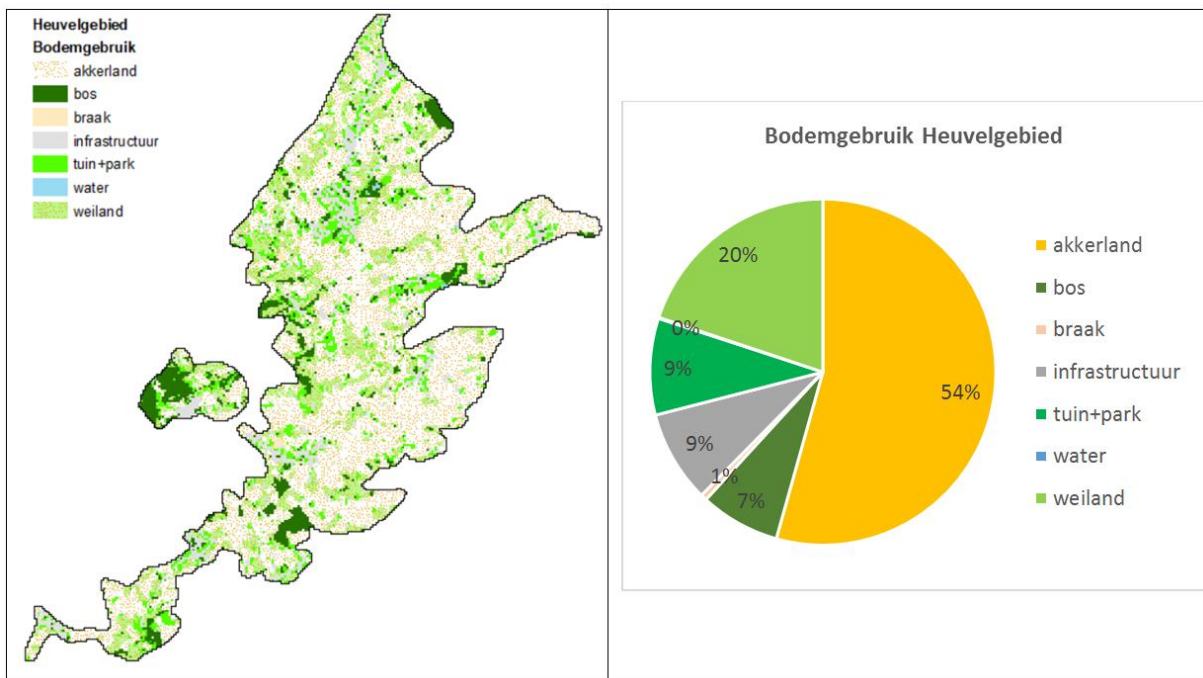 Heuvelgebied
Bodemgebruik
akkerland
bos
braak
infrastructuur
tuin+park
water
weiland
Bodemgebruik Heuvelgebied
20%
0%
9%
9%
1%
7%
54%
akkerland
bos
braak
infrastructuur
tuin+park
water
weiland